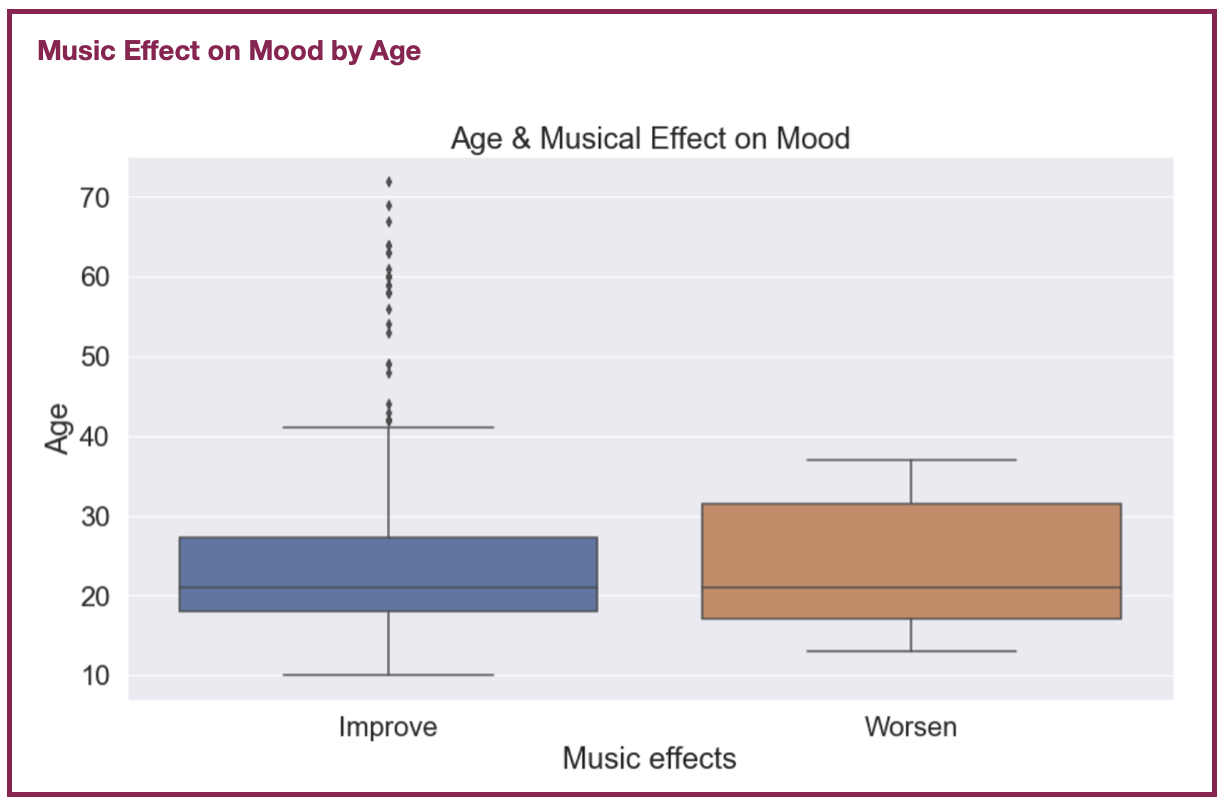 Music Effect on Mood by Age
Age & Musical Effect on Mood
70
60
50
40
30
20
10
Age
Improve
Worsen
Music effects